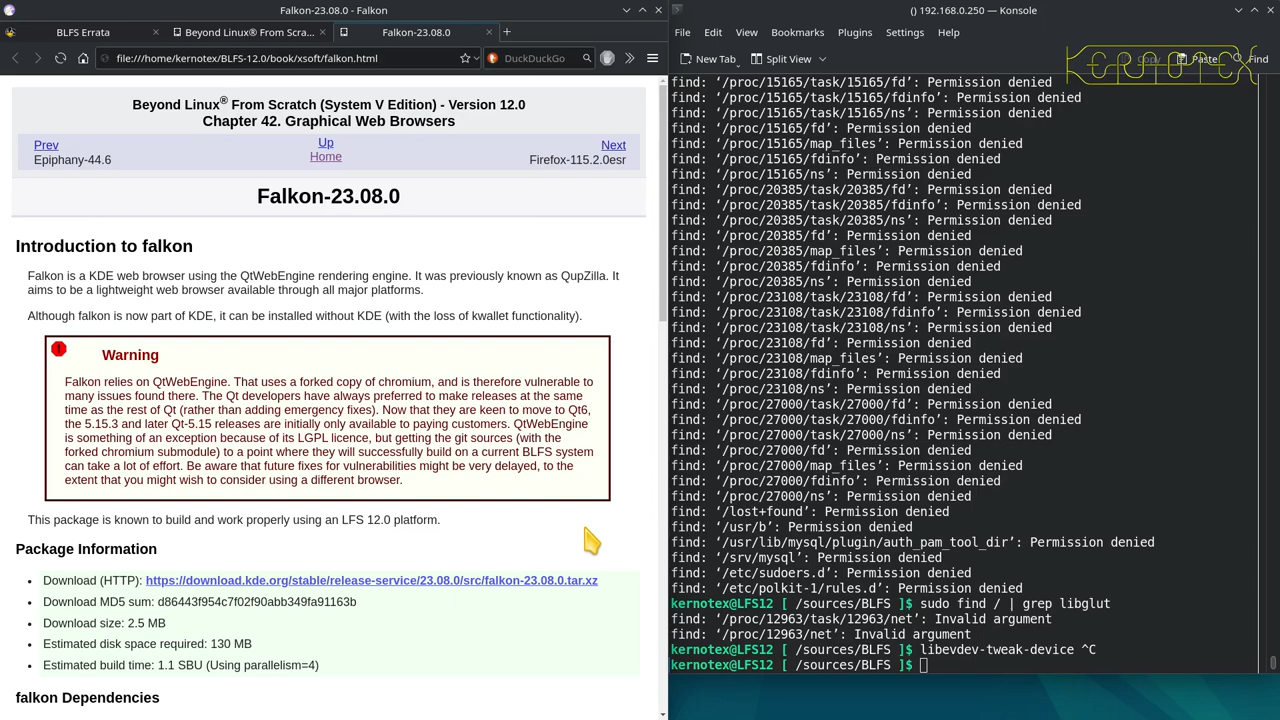 Falkon-23.08.0 - Falkon
BLFS Errata
Beyond Linux® From Scra...
Falkon-23.08.0
file:///home/kernotex/BLFS-12.0/book/xsoft/falkon.html
DuckDuckGo
Beyond Linux® From Scratch (System V Edition) - Version 12.0
Chapter 42. Graphical Web Browsers
Prev
Up
Next
Epiphany-44.6
Home
Firefox-115.2.0esr
Falkon-23.08.0
Introduction to falkon
Falkon is a KDE web browser using the QtWebEngine rendering engine. It was previously known as QupZilla. It
aims to be a lightweight web browser available through all major platforms.
Although falkon is now part of KDE, it can be installed without KDE (with the loss of kwallet functionality).
Warning
Falkon relies on QtWebEngine. That uses a forked copy of chromium, and is therefore vulnerable to
many issues found there. The Qt developers have always preferred to make releases at the same
time as the rest of Qt (rather than adding emergency fixes). Now that they are keen to move to Qt6,
the 5.15.3 and later Qt-5.15 releases are initially only available to paying customers. QtWebEngine
is something of an exception because of its LGPL licence, but getting the git sources (with the
forked chromium submodule) to a point where they will successfully build on a current BLFS system
can take a lot of effort. Be aware that future fixes for vulnerabilities might be very delayed, to the
extent that you might wish to consider using a different browser.
This package is known to build and work properly using an LFS 12.0 platform.
Package Information
Download (HTTP): https://download.kde.org/stable/release-service/23.08.0/src/falkon-23.08.0.tar.xz
Download MD5 sum: d86443f954c7f02f90abb349fa91163b
Download size: 2.5 MB
Estimated disk space required: 130 MB
Estimated build time: 1.1 SBU (Using parallelism=4)
falkon Dependencies
() 192.168.0.250 — Konsole
File Edit View Bookmarks Plugins Settings Help
New Tab Split View Copy Paste Find
KERNOTEX
find: ‘/proc/15165/task/15165/fd’: Permission denied
find: ‘/proc/15165/task/15165/fdinfo’: Permission denied
find: ‘/proc/15165/task/15165/ns’: Permission denied
find: ‘/proc/15165/fd’: Permission denied
find: ‘/proc/15165/map_files’: Permission denied
find: ‘/proc/15165/fdinfo’: Permission denied
find: ‘/proc/15165/ns’: Permission denied
find: ‘/proc/20385/task/20385/fd’: Permission denied
find: ‘/proc/20385/task/20385/fdinfo’: Permission denied
find: ‘/proc/20385/task/20385/ns’: Permission denied
find: ‘/proc/20385/fd’: Permission denied
find: ‘/proc/20385/map_files’: Permission denied
find: ‘/proc/20385/fdinfo’: Permission denied
find: ‘/proc/20385/ns’: Permission denied
find: ‘/proc/23108/task/23108/fd’: Permission denied
find: ‘/proc/23108/task/23108/fdinfo’: Permission denied
find: ‘/proc/23108/task/23108/ns’: Permission denied
find: ‘/proc/23108/fd’: Permission denied
find: ‘/proc/23108/map_files’: Permission denied
find: ‘/proc/23108/fdinfo’: Permission denied
find: ‘/proc/23108/ns’: Permission denied
find: ‘/proc/27000/task/27000/fd’: Permission denied
find: ‘/proc/27000/task/27000/fdinfo’: Permission denied
find: ‘/proc/27000/task/27000/ns’: Permission denied
find: ‘/proc/27000/fd’: Permission denied
find: ‘/proc/27000/map_files’: Permission denied
find: ‘/proc/27000/fdinfo’: Permission denied
find: ‘/proc/27000/ns’: Permission denied
find: ‘/lost+found’: Permission denied
find: ‘/usr/b’: Permission denied
find: ‘/usr/lib/mysql/plugin/auth_pam_tool_dir’: Permission denied
find: ‘/srv/mysql’: Permission denied
find: ‘/etc/sudoers.d’: Permission denied
find: ‘/etc/polkit-1/rules.d’: Permission denied
kernotex@LFS12 [ /sources/BLFS ]$ sudo find / | grep libglut
find: ‘/proc/12963/task/12963/net’: Invalid argument
find: ‘/proc/12963/net’: Invalid argument
kernotex@LFS12 [ /sources/BLFS ]$ libevdev-tweak-device ^C
kernotex@LFS12 [ /sources/BLFS ]$